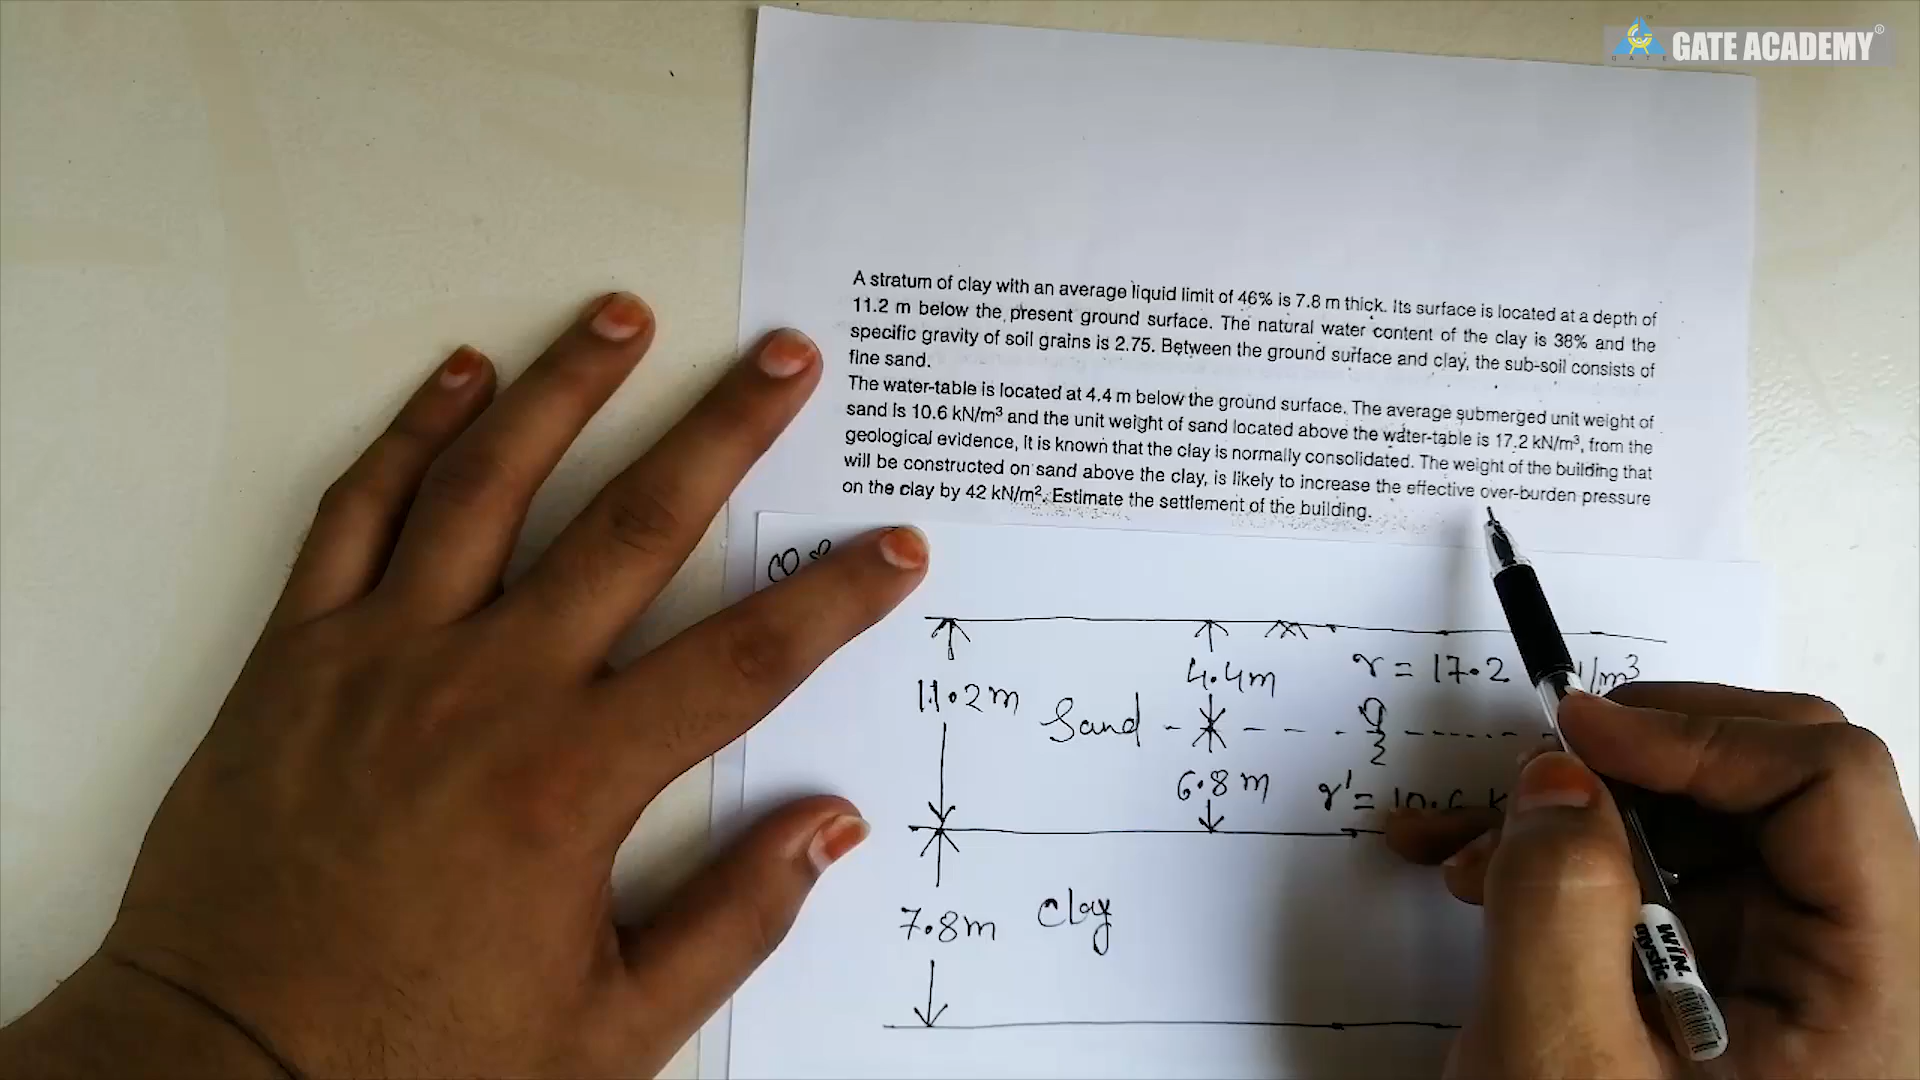 GATE ACADEMY®
A stratum of clay with an average liquid limit of 46% is 7.8 m thick. Its surface is located at a depth of
11.2 m below the present ground surface. The natural water content of the clay is 38% and the
specific gravity of soil grains is 2.75. Between the ground surface and clay, the sub-soil consists of
fine sand.
The water-table is located at 4.4 m below the ground surface. The average submerged unit weight of
sand is 10.6 kN/m³ and the unit weight of sand located above the water-table is 17.2 kN/m³, from the
geological evidence, it is known that the clay is normally consolidated. The weight of the building that
will be constructed on sand above the clay, is likely to increase the effective over-burden pressure
on the clay by 42 kN/m². Estimate the settlement of the building.
4.4m γ = 17.2 /m³
11.2m Sand
6.8m γ' = 10.6 k
7.8m Clay
WIN
mystic